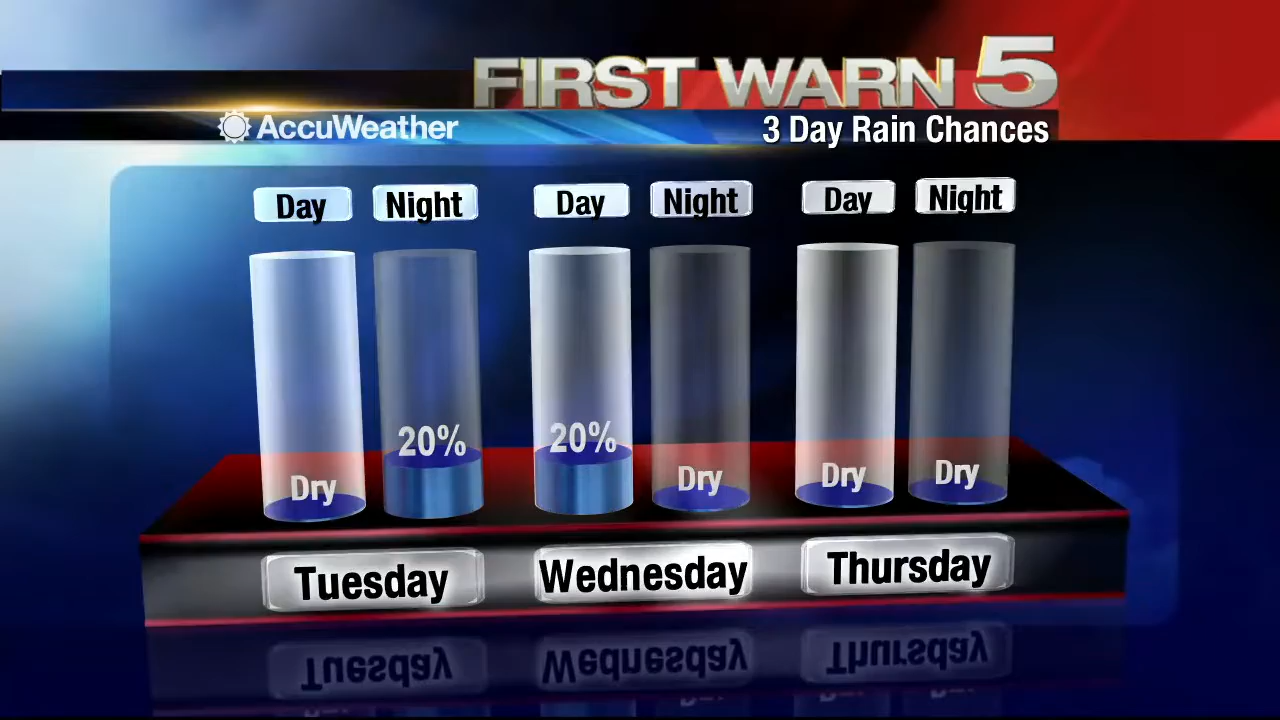 FIRST WARN 5
AccuWeather
3 Day Rain Chances
Day Night Day Night Day Night
Dry 20% 20% Dry Dry Dry
Tuesday Wednesday Thursday